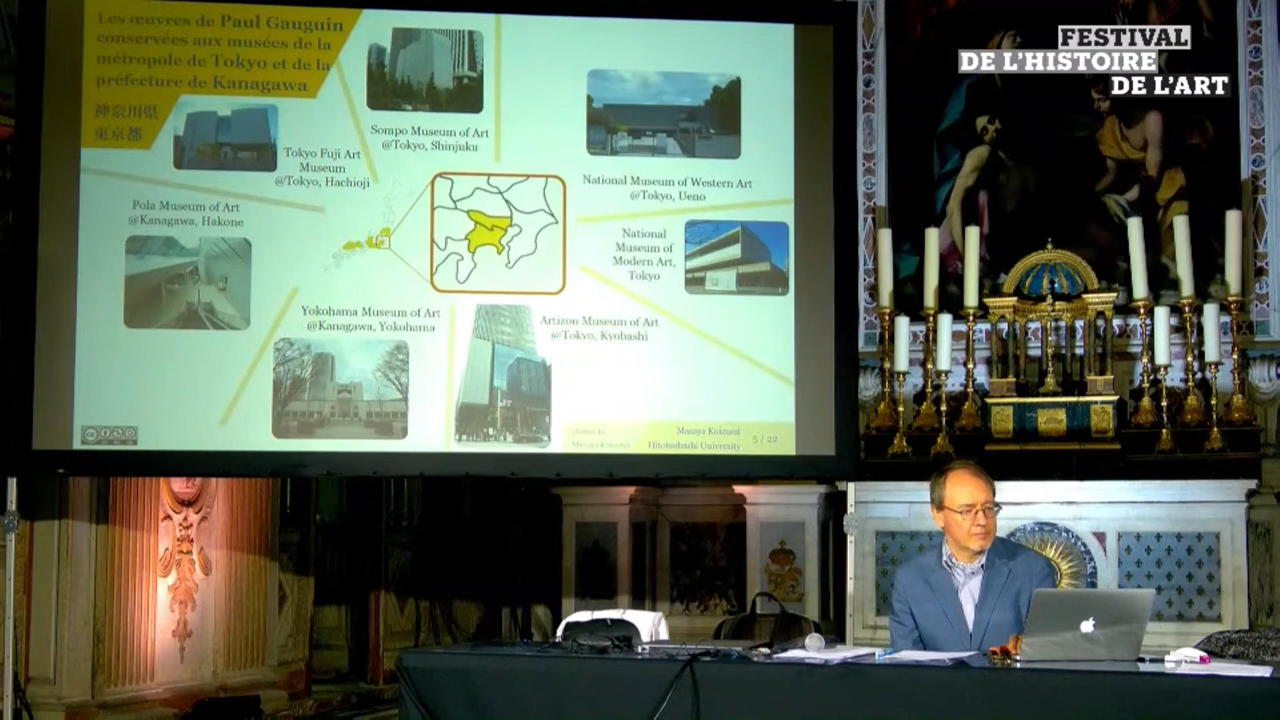 Les œuvres de Paul Gauguin
conservées aux musées de la
métropole de Tokyo et de la
préfecture de Kanagawa
神奈川県
東京都
Sompo Museum of Art
@Tokyo, Shinjuku
Tokyo Fuji Art
Museum
@Tokyo, Hachioji
National Museum of Western Art
@Tokyo, Ueno
Pola Museum of Art
@Kanagawa, Hakone
National
Museum of
Modern Art,
Tokyo
Yokohama Museum of Art
@Kanagawa, Yokohama
Artizon Museum of Art
@Tokyo, Kyobashi
Masaya Koizumi
Masaya Koizumi
Hitotsubashi University
5 / 22
FESTIVAL
DE L'HISTOIRE
DE L'ART